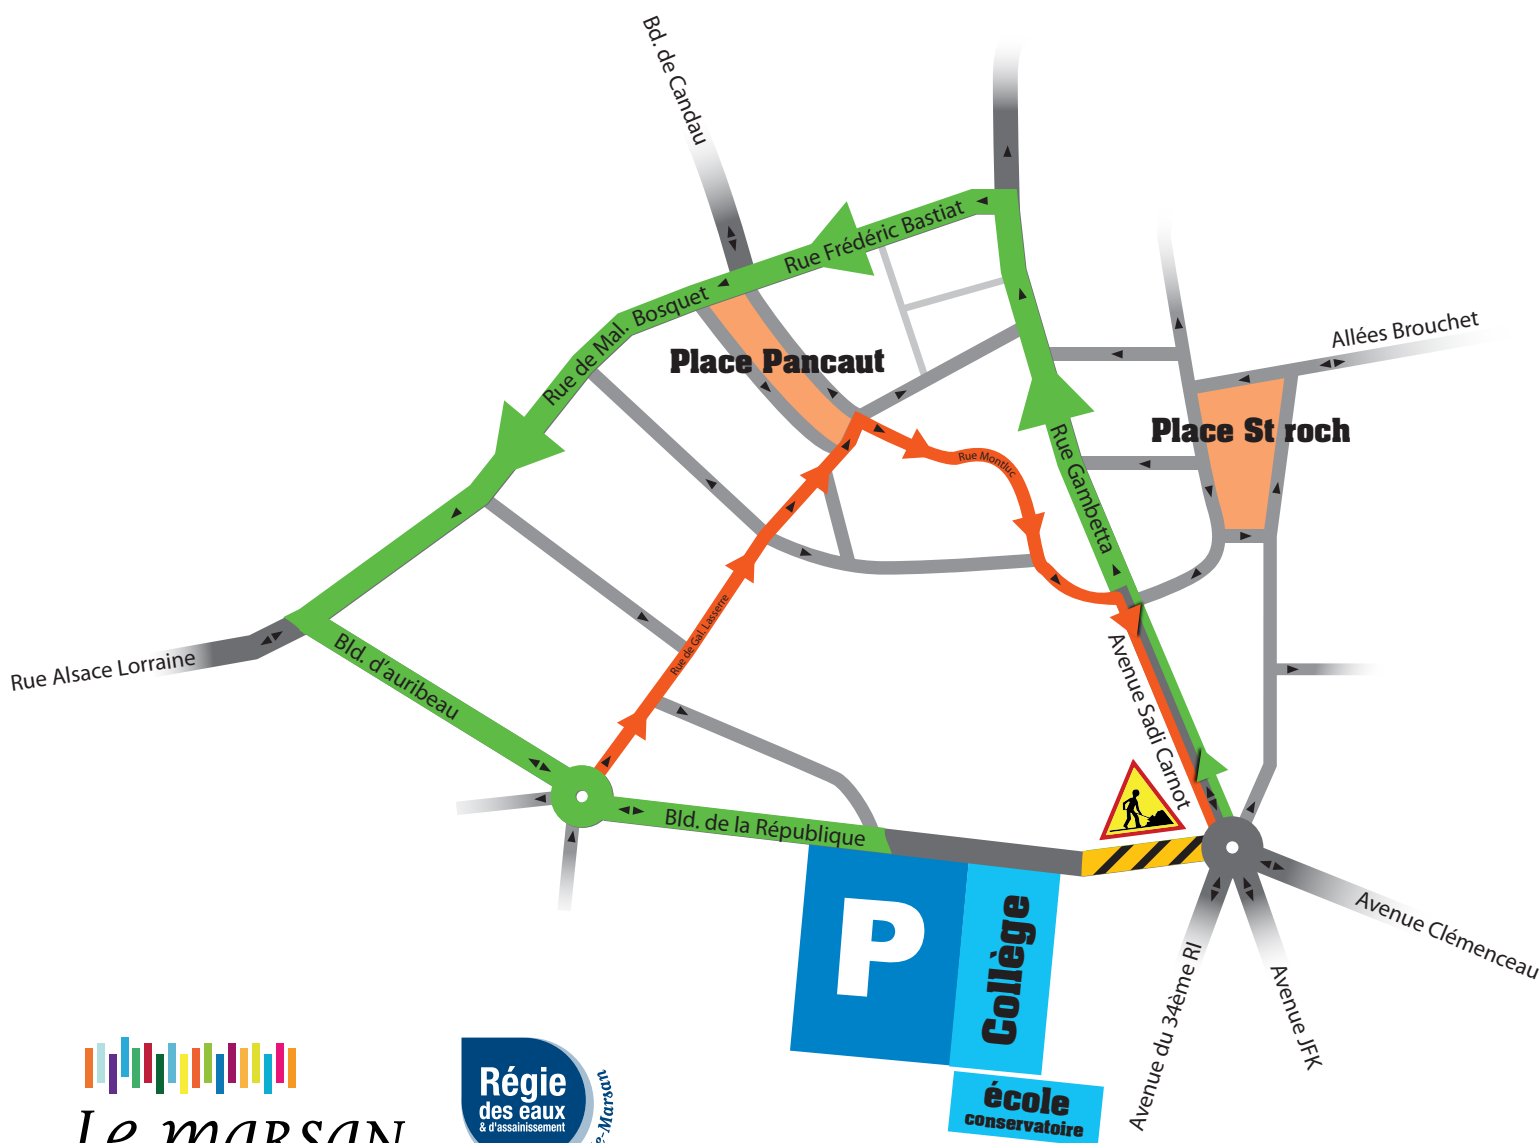 Bd. de Candau
Rue Frédéric Bastiat
Rue de Mal. Bosquet
Place Pancaut
Allées Brouchet
Place St roch
Rue Montluc
Rue Gambetta
Rue de Gal. Lasserre
Rue Alsace Lorraine
Bld. d'auribeau
Avenue Sadi Carnot
Bld. de la République
P
Collège
école
conservatoire
Avenue Clémenceau
Avenue JFK
Avenue du 34ème RI
Le marsan
Régie
des eaux
& d'assainissement
e-Marsan